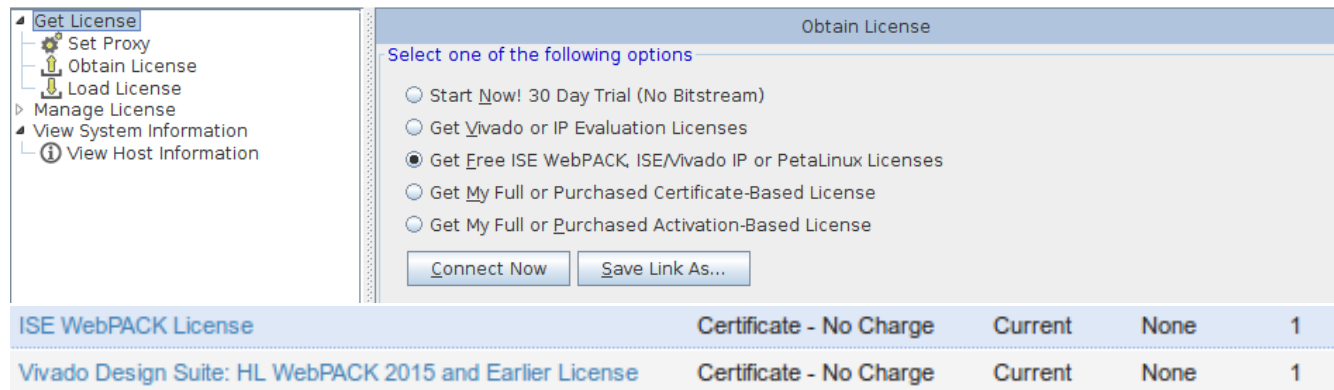 Get License
Set Proxy
Obtain License
Load License
Manage License
View System Information
View Host Information
Obtain License
Select one of the following options
Start Now! 30 Day Trial (No Bitstream)
Get Vivado or IP Evaluation Licenses
Get Free ISE WebPACK, ISE/Vivado IP or PetaLinux Licenses
Get My Full or Purchased Certificate-Based License
Get My Full or Purchased Activation-Based License
Connect Now Save Link As...
ISE WebPACK License Certificate - No Charge Current None 1
Vivado Design Suite: HL WebPACK 2015 and Earlier License Certificate - No Charge Current None 1